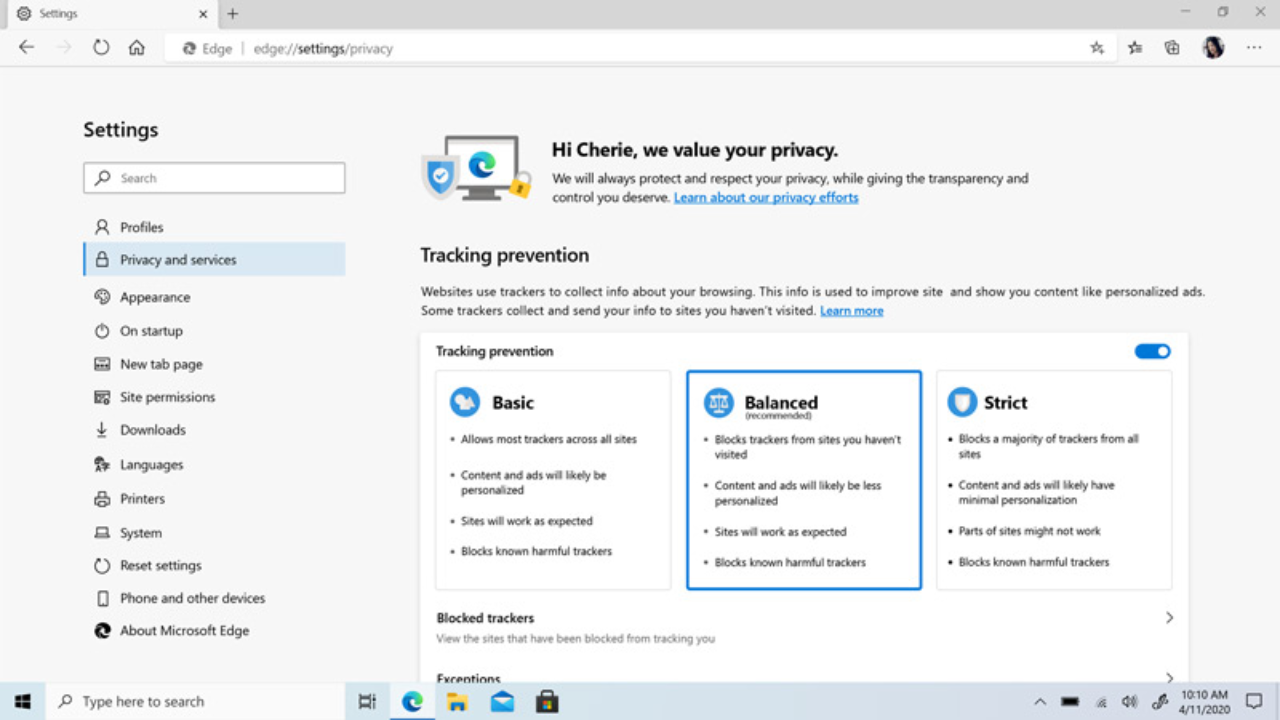 Settings
Edge | edge://settings/privacy
Settings
Search
Profiles
Privacy and services
Appearance
On startup
New tab page
Site permissions
Downloads
Languages
Printers
System
Reset settings
Phone and other devices
About Microsoft Edge
Hi Cherie, we value your privacy.
We will always protect and respect your privacy, while giving the transparency and
control you deserve. Learn about our privacy efforts
Tracking prevention
Websites use trackers to collect info about your browsing. This info is used to improve site and show you content like personalized ads.
Some trackers collect and send your info to sites you haven't visited. Learn more
Tracking prevention
Basic
• Allows most trackers across all sites
• Content and ads will likely be
personalized
• Sites will work as expected
• Blocks known harmful trackers
Balanced
(recommended)
• Blocks trackers from sites you haven't
visited
• Content and ads will likely be less
personalized
• Sites will work as expected
• Blocks known harmful trackers
Strict
• Blocks a majority of trackers from all
sites
• Content and ads will likely have
minimal personalization
• Parts of sites might not work
• Blocks known harmful trackers
Blocked trackers
View the sites that have been blocked from tracking you
Exceptions
Type here to search
10:10 AM
4/11/2020